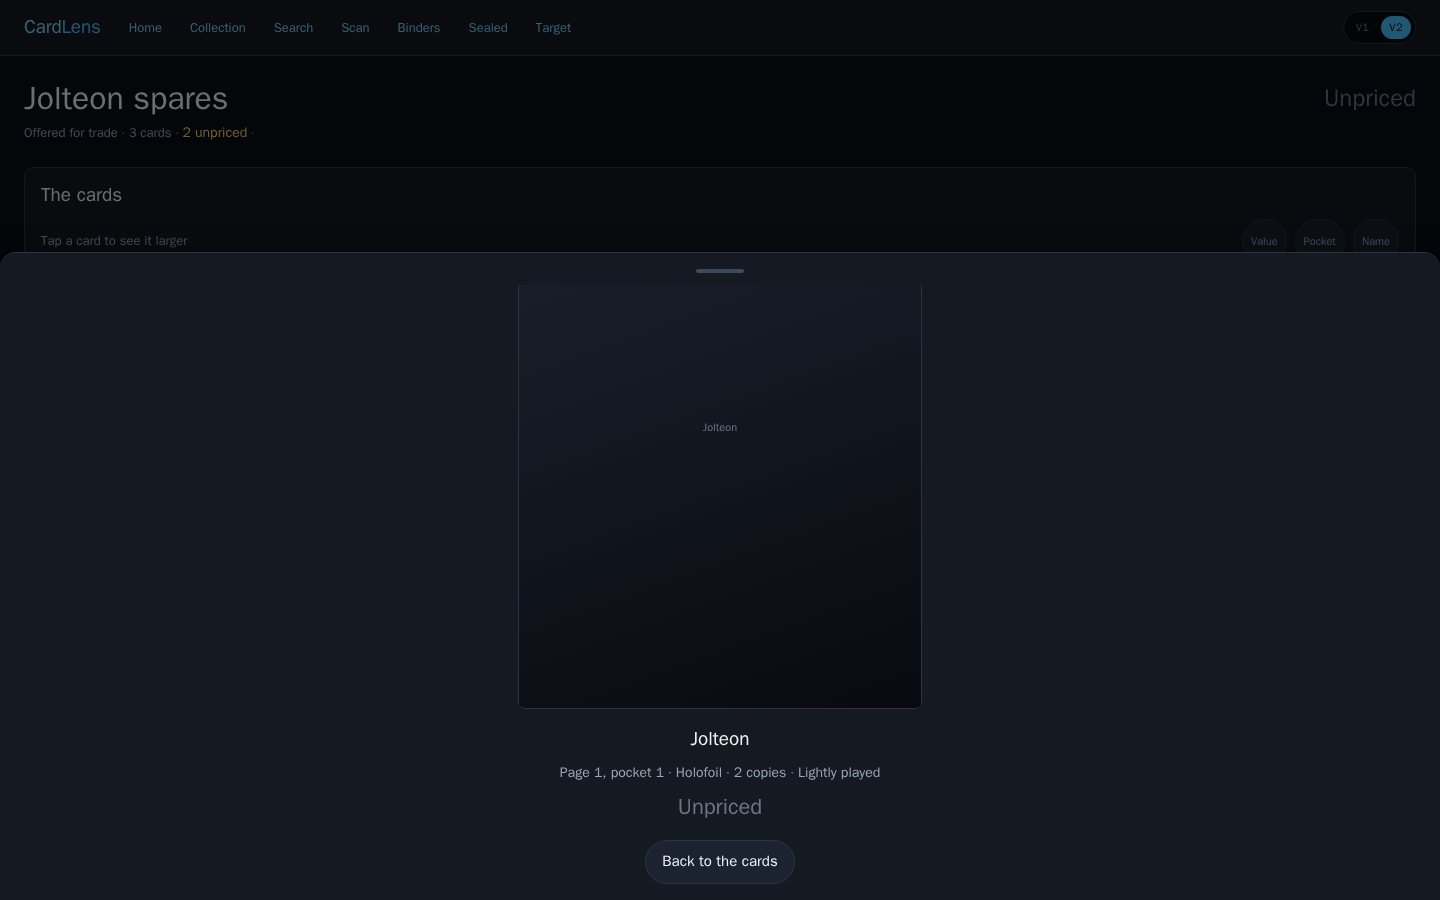 CardLens Home Collection Search Scan Binders Sealed Target V1 V2
Jolteon spares
Unpriced
Offered for trade · 3 cards · 2 unpriced ·
The cards
Tap a card to see it larger
Value Pocket Name
Jolteon
Jolteon
Page 1, pocket 1 · Holofoil · 2 copies · Lightly played
Unpriced
Back to the cards